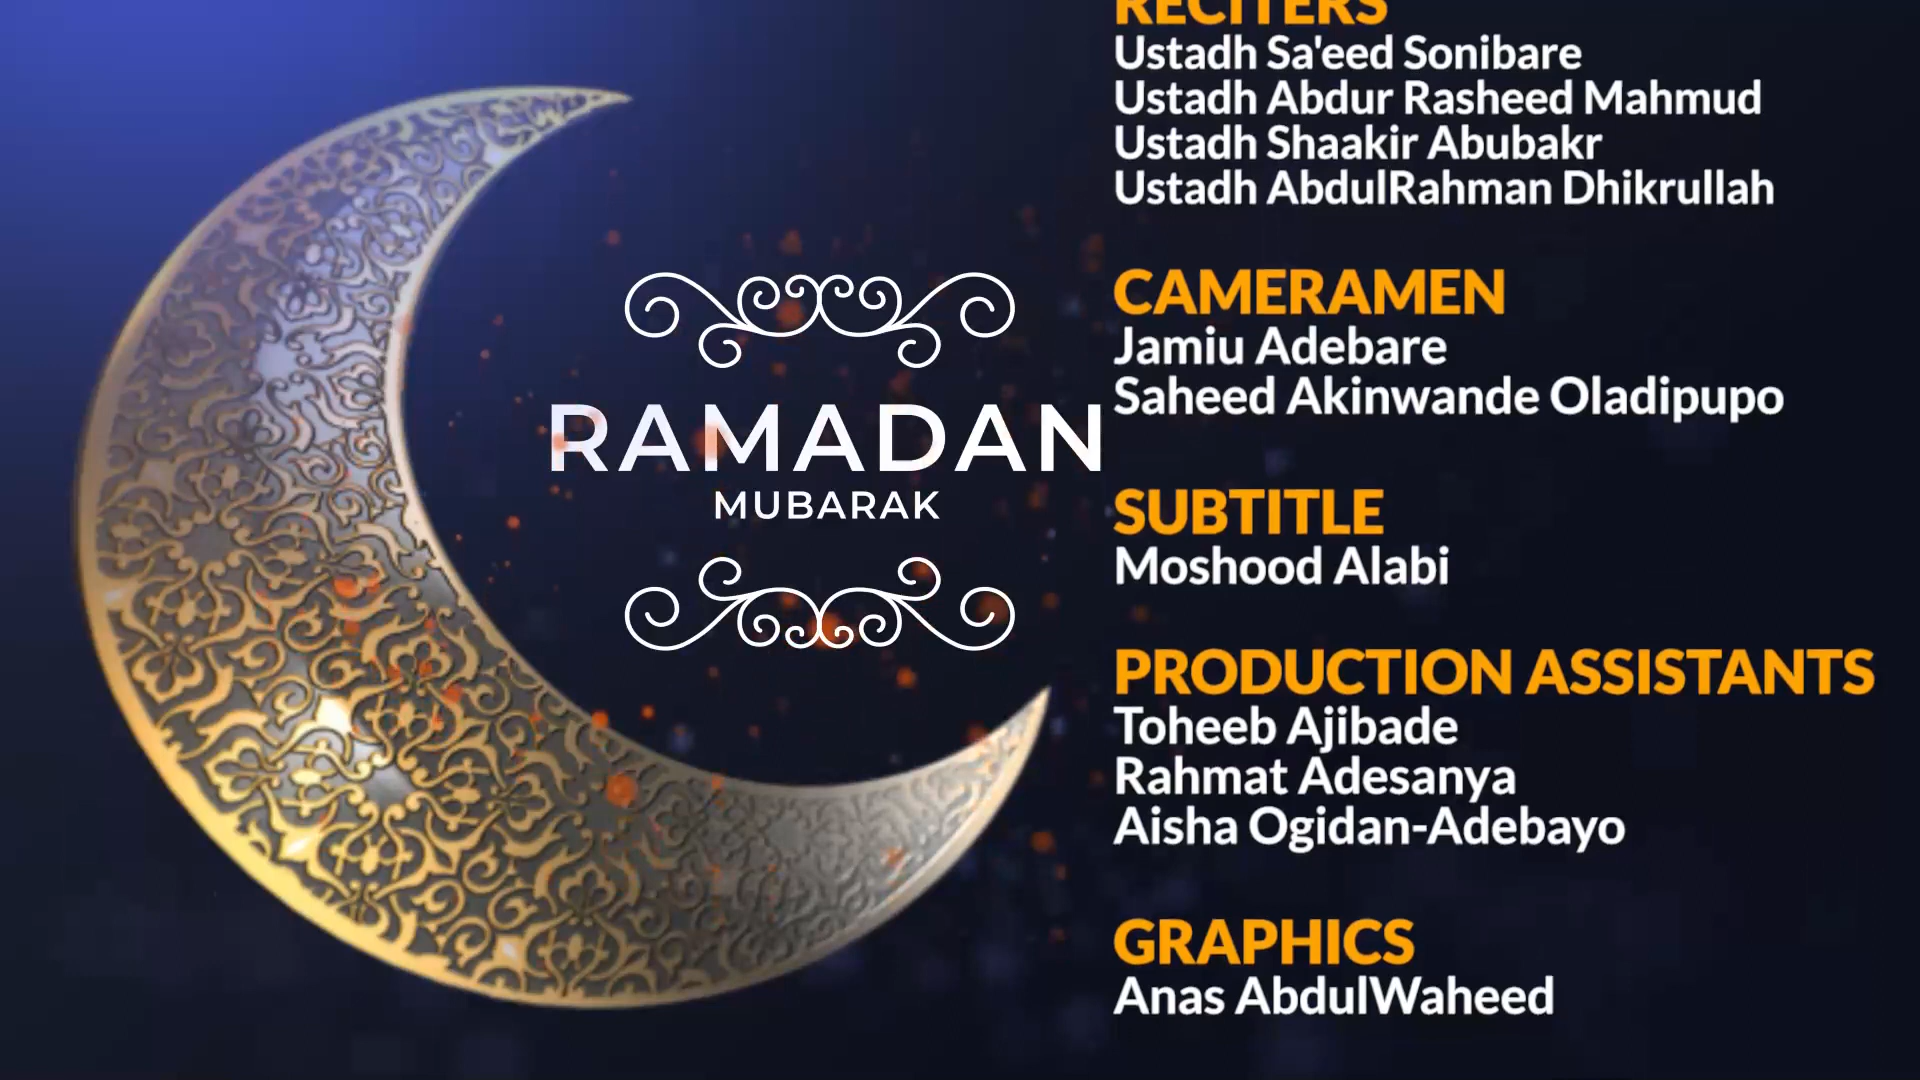 RAMADAN
MUBARAK
RECITERS
Ustadh Sa'eed Sonibare
Ustadh Abdur Rasheed Mahmud
Ustadh Shaakir Abubakr
Ustadh AbdulRahman Dhikrullah
CAMERAMEN
Jamiu Adebare
Saheed Akinwande Oladipupo
SUBTITLE
Moshood Alabi
PRODUCTION ASSISTANTS
Toheeb Ajibade
Rahmat Adesanya
Aisha Ogidan-Adebayo
GRAPHICS
Anas AbdulWaheed